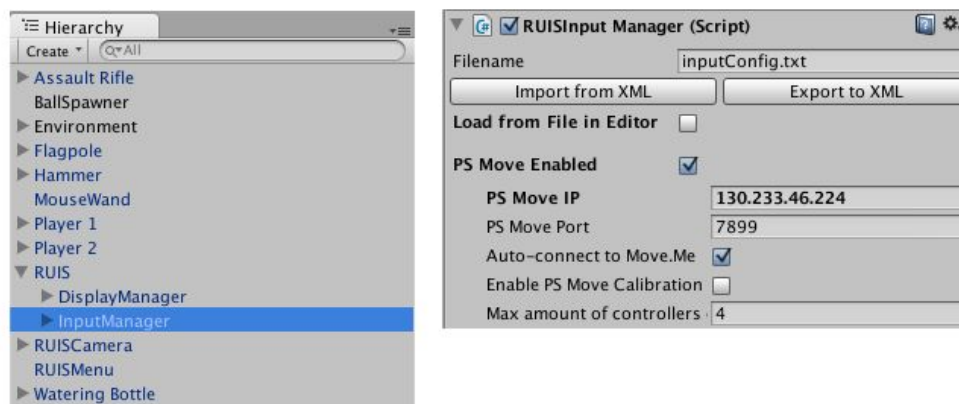 Hierarchy
Create
All
Assault Rifle
BallSpawner
Environment
Flagpole
Hammer
MouseWand
Player 1
Player 2
RUIS
DisplayManager
InputManager
RUISCamera
RUISMenu
Watering Bottle
RUISInput Manager (Script)
Filename inputConfig.txt
Import from XML Export to XML
Load from File in Editor
PS Move Enabled
PS Move IP 130.233.46.224
PS Move Port 7899
Auto-connect to Move.Me
Enable PS Move Calibration
Max amount of controllers 4